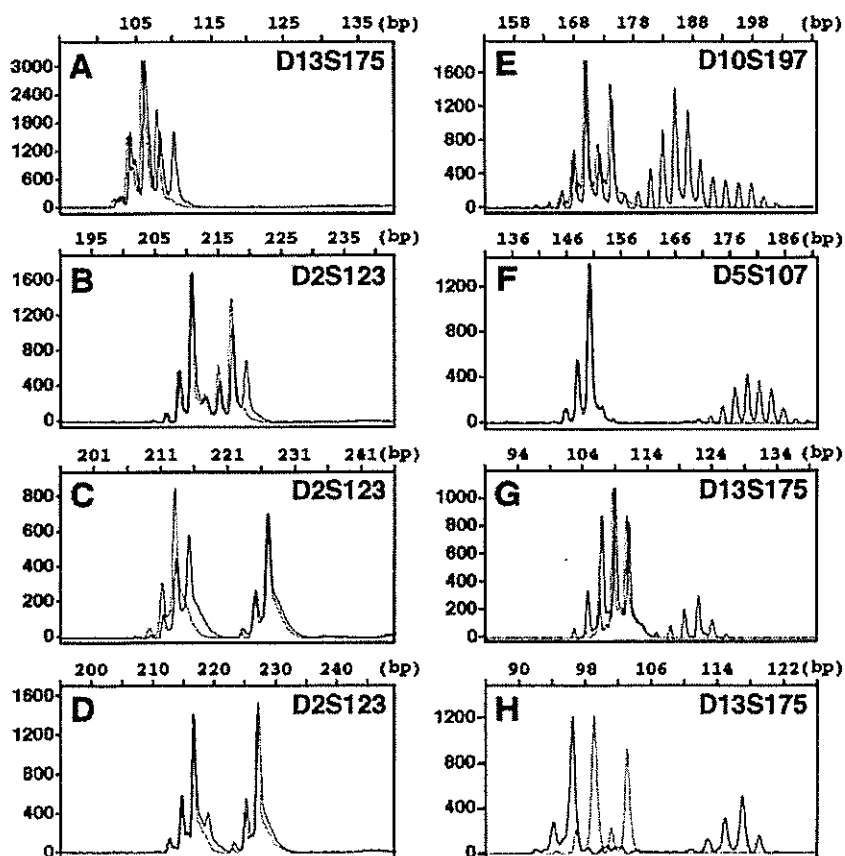 105 115 125 135 (bp)
A D13S175
3000
2400
1800
1200
600
0
195 205 215 225 235 (bp)
B D2S123
1600
1200
800
400
0
201 211 221 231 241 (bp)
C D2S123
800
600
400
200
0
200 210 220 230 240 (bp)
D D2S123
1600
1200
800
400
0
158 168 178 188 198 (bp)
E D10S197
1600
1200
800
400
0
136 146 156 166 176 186 (bp)
F D5S107
1200
800
400
0
94 104 114 124 134 (bp)
G D13S175
1000
800
600
400
200
0
90 98 106 114 122 (bp)
H D13S175
1200
800
400
0